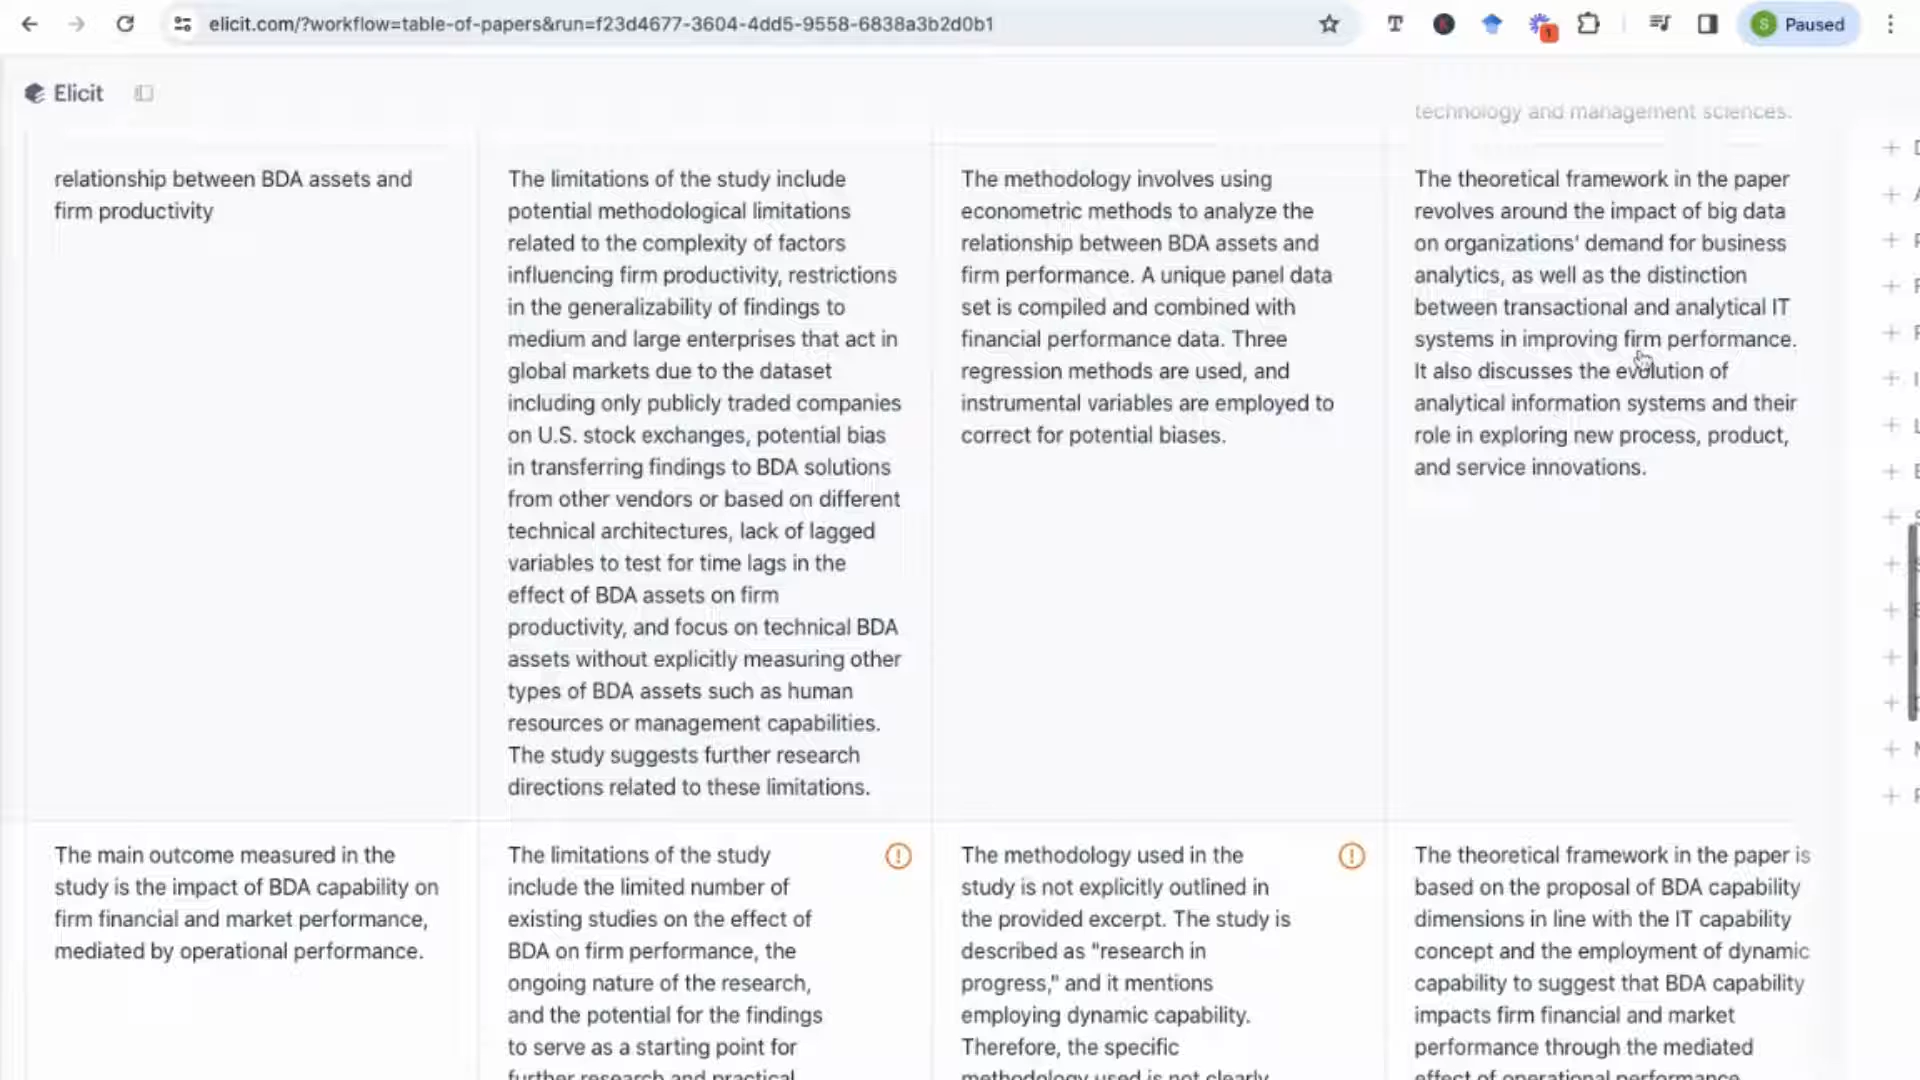 elicit.com/?workflow=table-of-papers&run=f23d4677-3604-4dd5-9558-6838a3b2d0b1
T
1
S
Paused
Elicit
technology and management sciences.
relationship between BDA assets and
firm productivity
The limitations of the study include
potential methodological limitations
related to the complexity of factors
influencing firm productivity, restrictions
in the generalizability of findings to
medium and large enterprises that act in
global markets due to the dataset
including only publicly traded companies
on U.S. stock exchanges, potential bias
in transferring findings to BDA solutions
from other vendors or based on different
technical architectures, lack of lagged
variables to test for time lags in the
effect of BDA assets on firm
productivity, and focus on technical BDA
assets without explicitly measuring other
types of BDA assets such as human
resources or management capabilities.
The study suggests further research
directions related to these limitations.
The methodology involves using
econometric methods to analyze the
relationship between BDA assets and
firm performance. A unique panel data
set is compiled and combined with
financial performance data. Three
regression methods are used, and
instrumental variables are employed to
correct for potential biases.
The theoretical framework in the paper
revolves around the impact of big data
on organizations' demand for business
analytics, as well as the distinction
between transactional and analytical IT
systems in improving firm performance.
It also discusses the evolution of
analytical information systems and their
role in exploring new process, product,
and service innovations.
The main outcome measured in the
study is the impact of BDA capability on
firm financial and market performance,
mediated by operational performance.
The limitations of the study
include the limited number of
existing studies on the effect of
BDA on firm performance, the
ongoing nature of the research,
and the potential for the findings
to serve as a starting point for
further research and practical
The methodology used in the
study is not explicitly outlined in
the provided excerpt. The study is
described as "research in
progress," and it mentions
employing dynamic capability.
Therefore, the specific
methodology used is not clearly
The theoretical framework in the paper is
based on the proposal of BDA capability
dimensions in line with the IT capability
concept and the employment of dynamic
capability to suggest that BDA capability
impacts firm financial and market
performance through the mediated
effect of operational performance